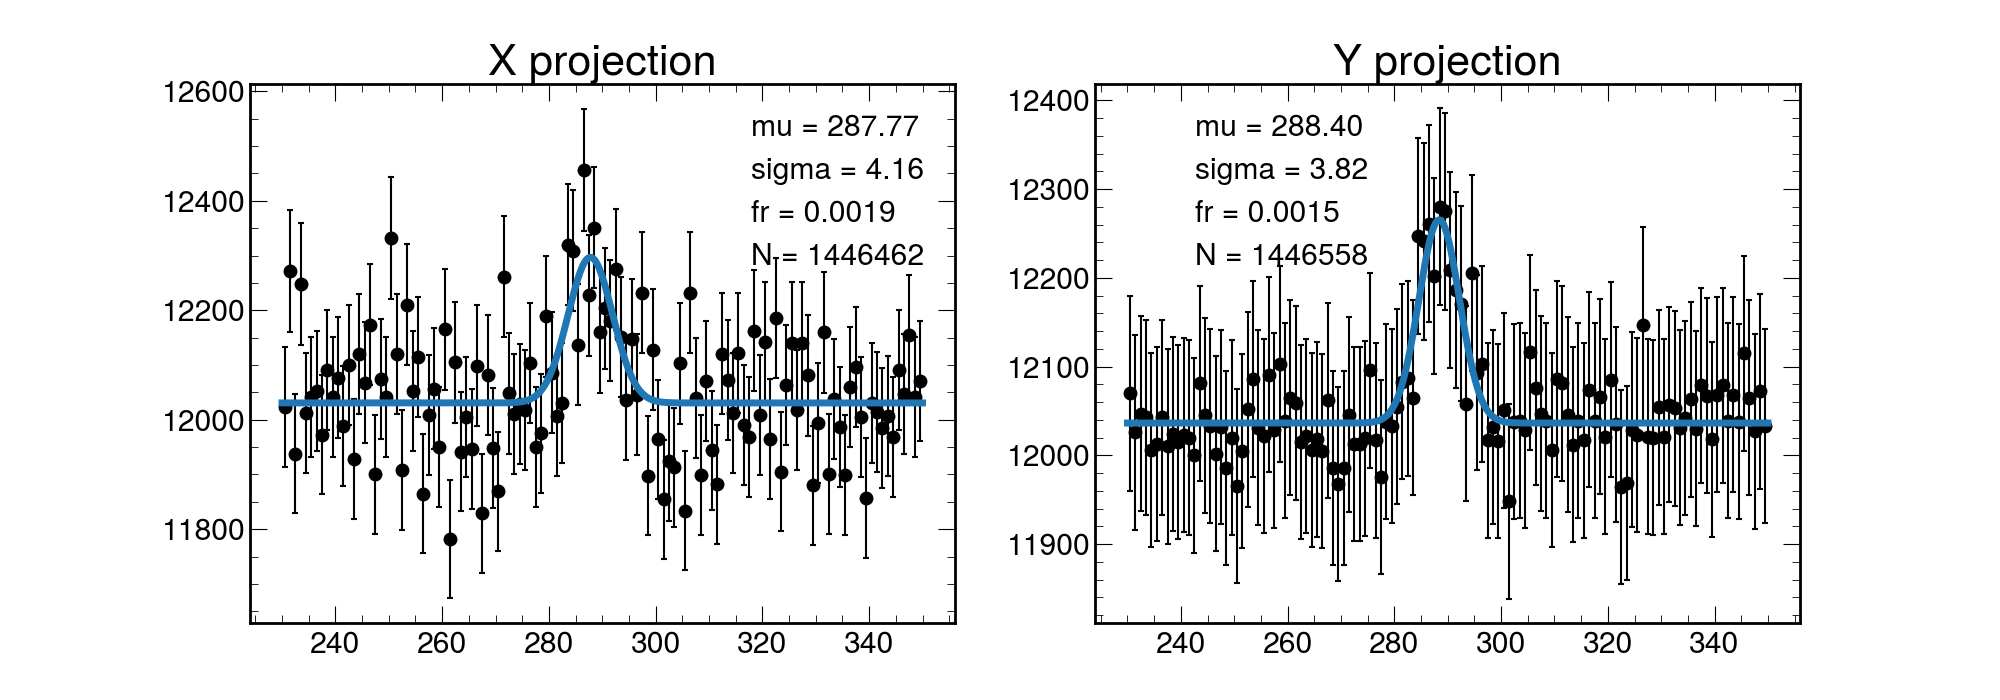 X projection
12600
12400
12200
12000
11800
240 260 280 300 320 340
mu = 287.77
sigma = 4.16
fr = 0.0019
N = 1446462
Y projection
12400
12300
12200
12100
12000
11900
240 260 280 300 320 340
mu = 288.40
sigma = 3.82
fr = 0.0015
N = 1446558